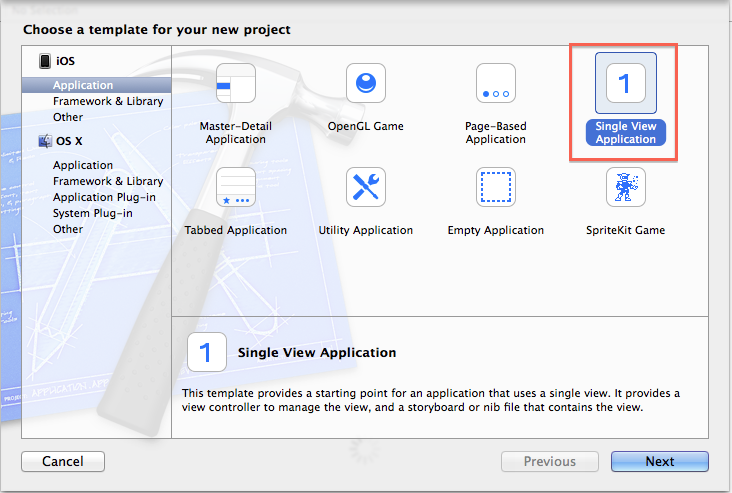 No Selection
Choose a template for your new project
iOS
Application
Framework & Library
Other
OS X
Application
Framework & Library
Application Plug-in
System Plug-in
Other
Master-Detail
Application
OpenGL Game
Page-Based
Application
1
Single View
Application
Tabbed Application
Utility Application
Empty Application
SpriteKit Game
1
Single View Application
This template provides a starting point for an application that uses a single view. It provides a
view controller to manage the view, and a storyboard or nib file that contains the view.
Cancel
Previous
Next